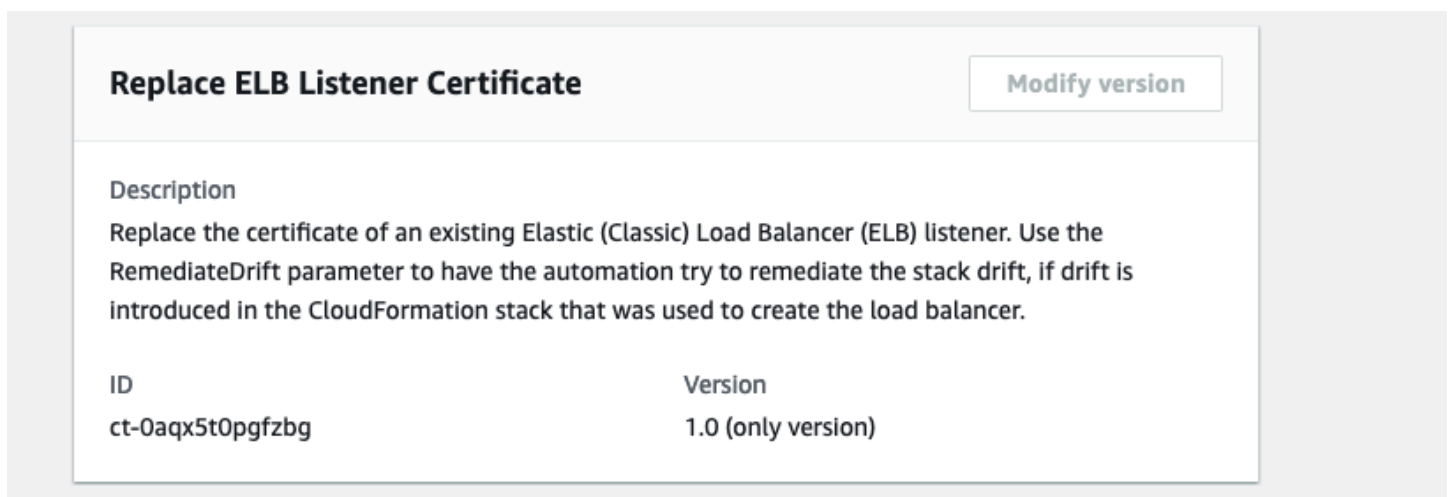 Replace ELB Listener Certificate
Modify version
Description
Replace the certificate of an existing Elastic (Classic) Load Balancer (ELB) listener. Use the
RemediateDrift parameter to have the automation try to remediate the stack drift, if drift is
introduced in the CloudFormation stack that was used to create the load balancer.
ID
Version
ct-0aqx5t0pgfzbg
1.0 (only version)